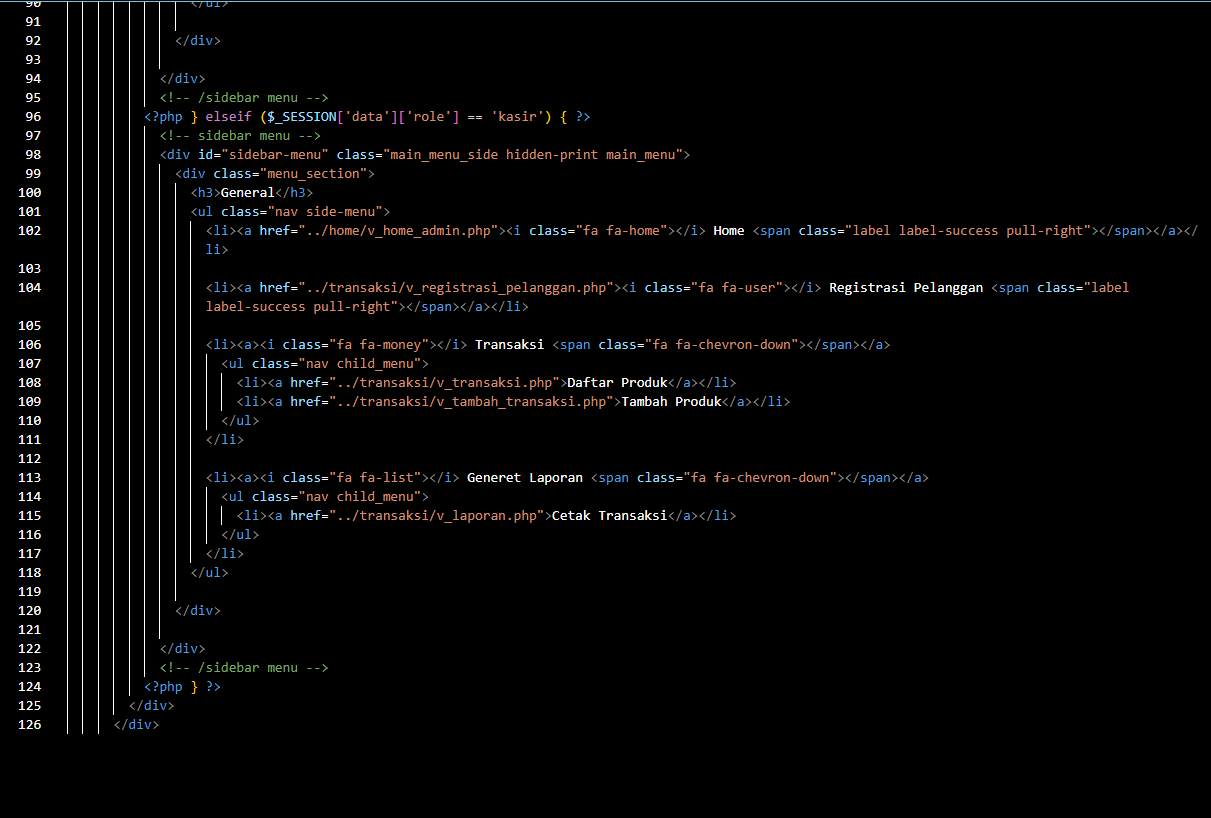 90 </ul>
91
92 </div>
93
94 </div>
95 <!-- /sidebar menu -->
96 <?php } elseif ($_SESSION['data']['role'] == 'kasir') { ?>
97 <!-- sidebar menu -->
98 <div id="sidebar-menu" class="main_menu_side hidden-print main_menu">
99 <div class="menu_section">
100 <h3>General</h3>
101 <ul class="nav side-menu">
102 <li><a href="../home/v_home_admin.php"><i class="fa fa-home"></i> Home <span class="label label-success pull-right"></span></a></
li>
103
104 <li><a href="../transaksi/v_registrasi_pelanggan.php"><i class="fa fa-user"></i> Registrasi Pelanggan <span class="label
label-success pull-right"></span></a></li>
105
106 <li><a><i class="fa fa-money"></i> Transaksi <span class="fa fa-chevron-down"></span></a>
107 <ul class="nav child_menu">
108 <li><a href="../transaksi/v_transaksi.php">Daftar Produk</a></li>
109 <li><a href="../transaksi/v_tambah_transaksi.php">Tambah Produk</a></li>
110 </ul>
111 </li>
112
113 <li><a><i class="fa fa-list"></i> Generet Laporan <span class="fa fa-chevron-down"></span></a>
114 <ul class="nav child_menu">
115 <li><a href="../transaksi/v_laporan.php">Cetak Transaksi</a></li>
116 </ul>
117 </li>
118 </ul>
119
120 </div>
121
122 </div>
123 <!-- /sidebar menu -->
124 <?php } ?>
125 </div>
126 </div>